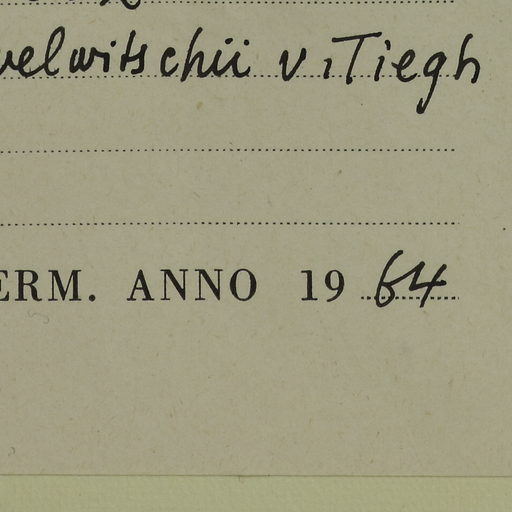 welwitschii v. Tiegh
ERM. ANNO 19 64